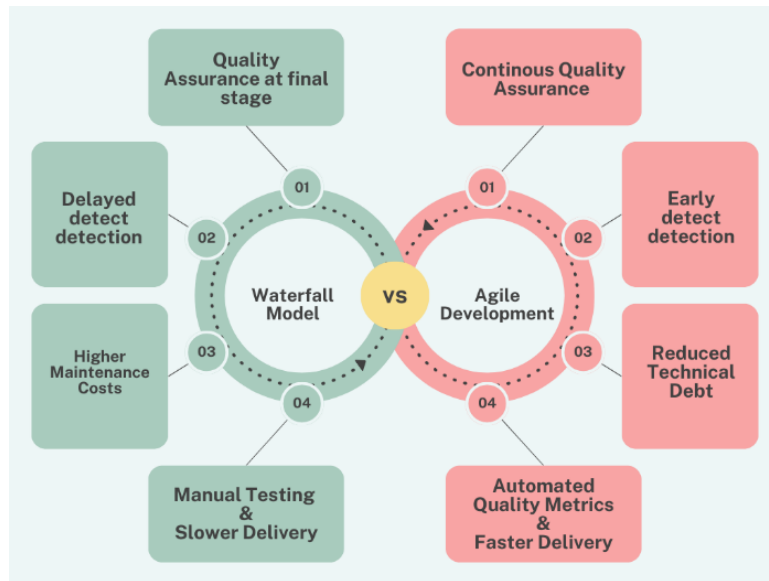 Quality
Assurance at final
stage
Continous Quality
Assurance
Delayed
detect
detection
Early
detect
detection
01
02
03
04
01
02
03
04
Waterfall
Model
VS
Agile
Development
Higher
Maintenance
Costs
Reduced
Technical
Debt
Manual Testing
&
Slower Delivery
Automated
Quality Metrics
&
Faster Delivery